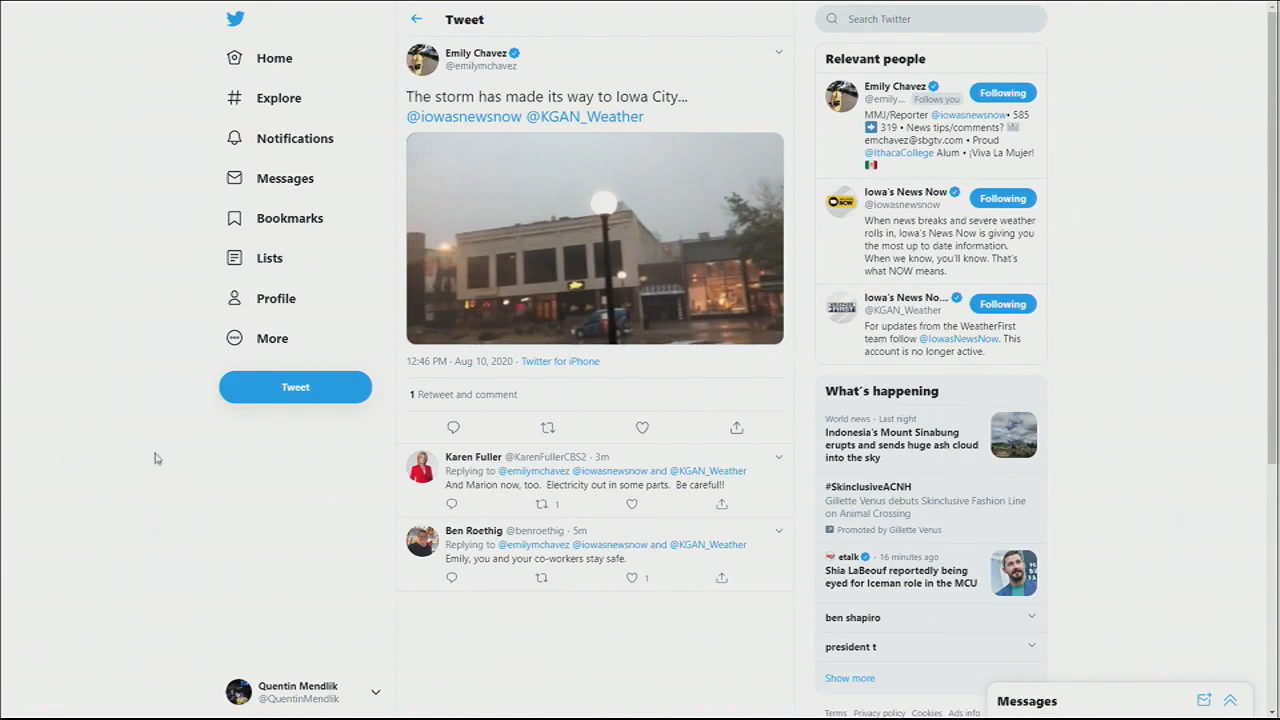 Home
Explore
Notifications
Messages
Bookmarks
Lists
Profile
More
Tweet
Quentin Mendlik
@QuentinMendlik
Tweet
Emily Chavez
@emilymchavez
The storm has made its way to Iowa City...
@iowasnewsnow @KGAN_Weather
12:46 PM · Aug 10, 2020 · Twitter for iPhone
1 Retweet and comment
Karen Fuller @KarenFullerCBS2 · 3m
Replying to @emilymchavez @iowasnewsnow and @KGAN_Weather
And Marion now, too. Electricity out in some parts. Be careful!!
1
Ben Roethig @benroethig · 5m
Replying to @emilymchavez @iowasnewsnow and @KGAN_Weather
Emily, you and your co-workers stay safe.
1
Search Twitter
Relevant people
Emily Chavez
@emily... Follows you
Following
MMJ/Reporter @iowasnewsnow• 585
➡️ 319 • News tips/comments? 📨
emchavez@sbgtv.com • Proud
@IthacaCollege Alum • ¡Viva La Mujer!
🇲🇽
Iowa's News Now
@iowasnewsnow
Following
When news breaks and severe weather
rolls in, Iowa's News Now is giving you
the most up to date information.
When we know, you'll know. That's
what NOW means.
Iowa's News No...
@KGAN_Weather
Following
For updates from the WeatherFirst
team follow @IowasNewsNow. This
account is no longer active.
What's happening
World news · Last night
Indonesia's Mount Sinabung
erupts and sends huge ash cloud
into the sky
#SkinclusiveACNH
Gillette Venus debuts Skinclusive Fashion Line
on Animal Crossing
Promoted by Gillette Venus
etalk · 16 minutes ago
Shia LaBeouf reportedly being
eyed for Iceman role in the MCU
ben shapiro
president t
Show more
Terms Privacy policy Cookies Ads info
Messages